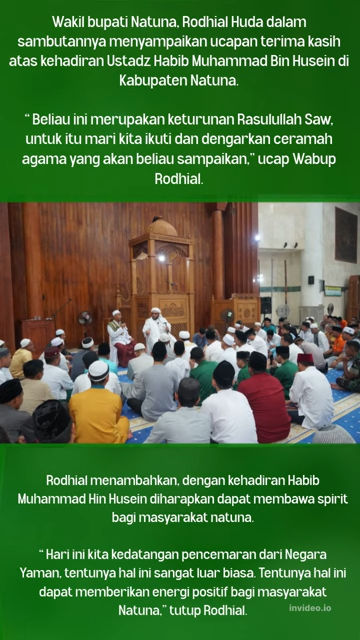 Wakil bupati Natuna, Rodhial Huda dalam
sambutannya menyampaikan ucapan terima kasih
atas kehadiran Ustadz Habib Muhammad Bin Husein di
Kabupaten Natuna.
“ Beliau ini merupakan keturunan Rasulullah Saw,
untuk itu mari kita ikuti dan dengarkan ceramah
agama yang akan beliau sampaikan,” ucap Wabup
Rodhial.
Rodhial menambahkan, dengan kehadiran Habib
Muhammad Hin Husein diharapkan dapat membawa spirit
bagi masyarakat natuna.
“ Hari ini kita kedatangan pencemaran dari Negara
Yaman, tentunya hal ini sangat luar biasa. Tentunya hal ini
dapat memberikan energi positif bagi masyarakat
Natuna,” tutup Rodhial.
invideo.io